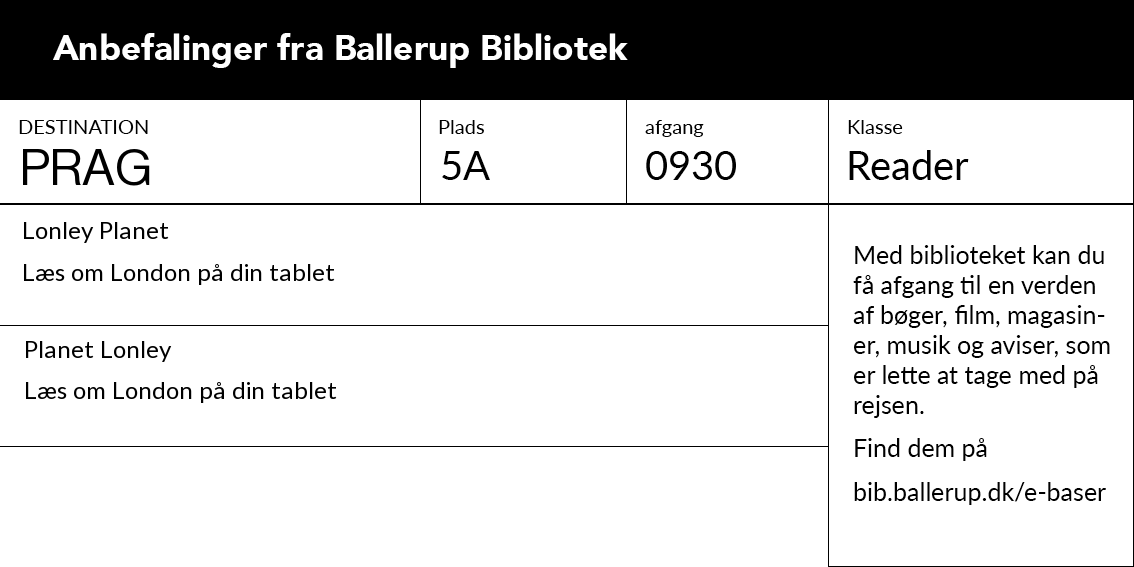 Anbefalinger fra Ballerup Bibliotek
DESTINATION
PRAG
Plads
5A
afgang
0930
Klasse
Reader
Lonley Planet
Læs om London på din tablet
Planet Lonley
Læs om London på din tablet
Med biblioteket kan du
få afgang til en verden
af bøger, film, magasin-
er, musik og aviser, som
er lette at tage med på
rejsen.
Find dem på
bib.ballerup.dk/e-baser